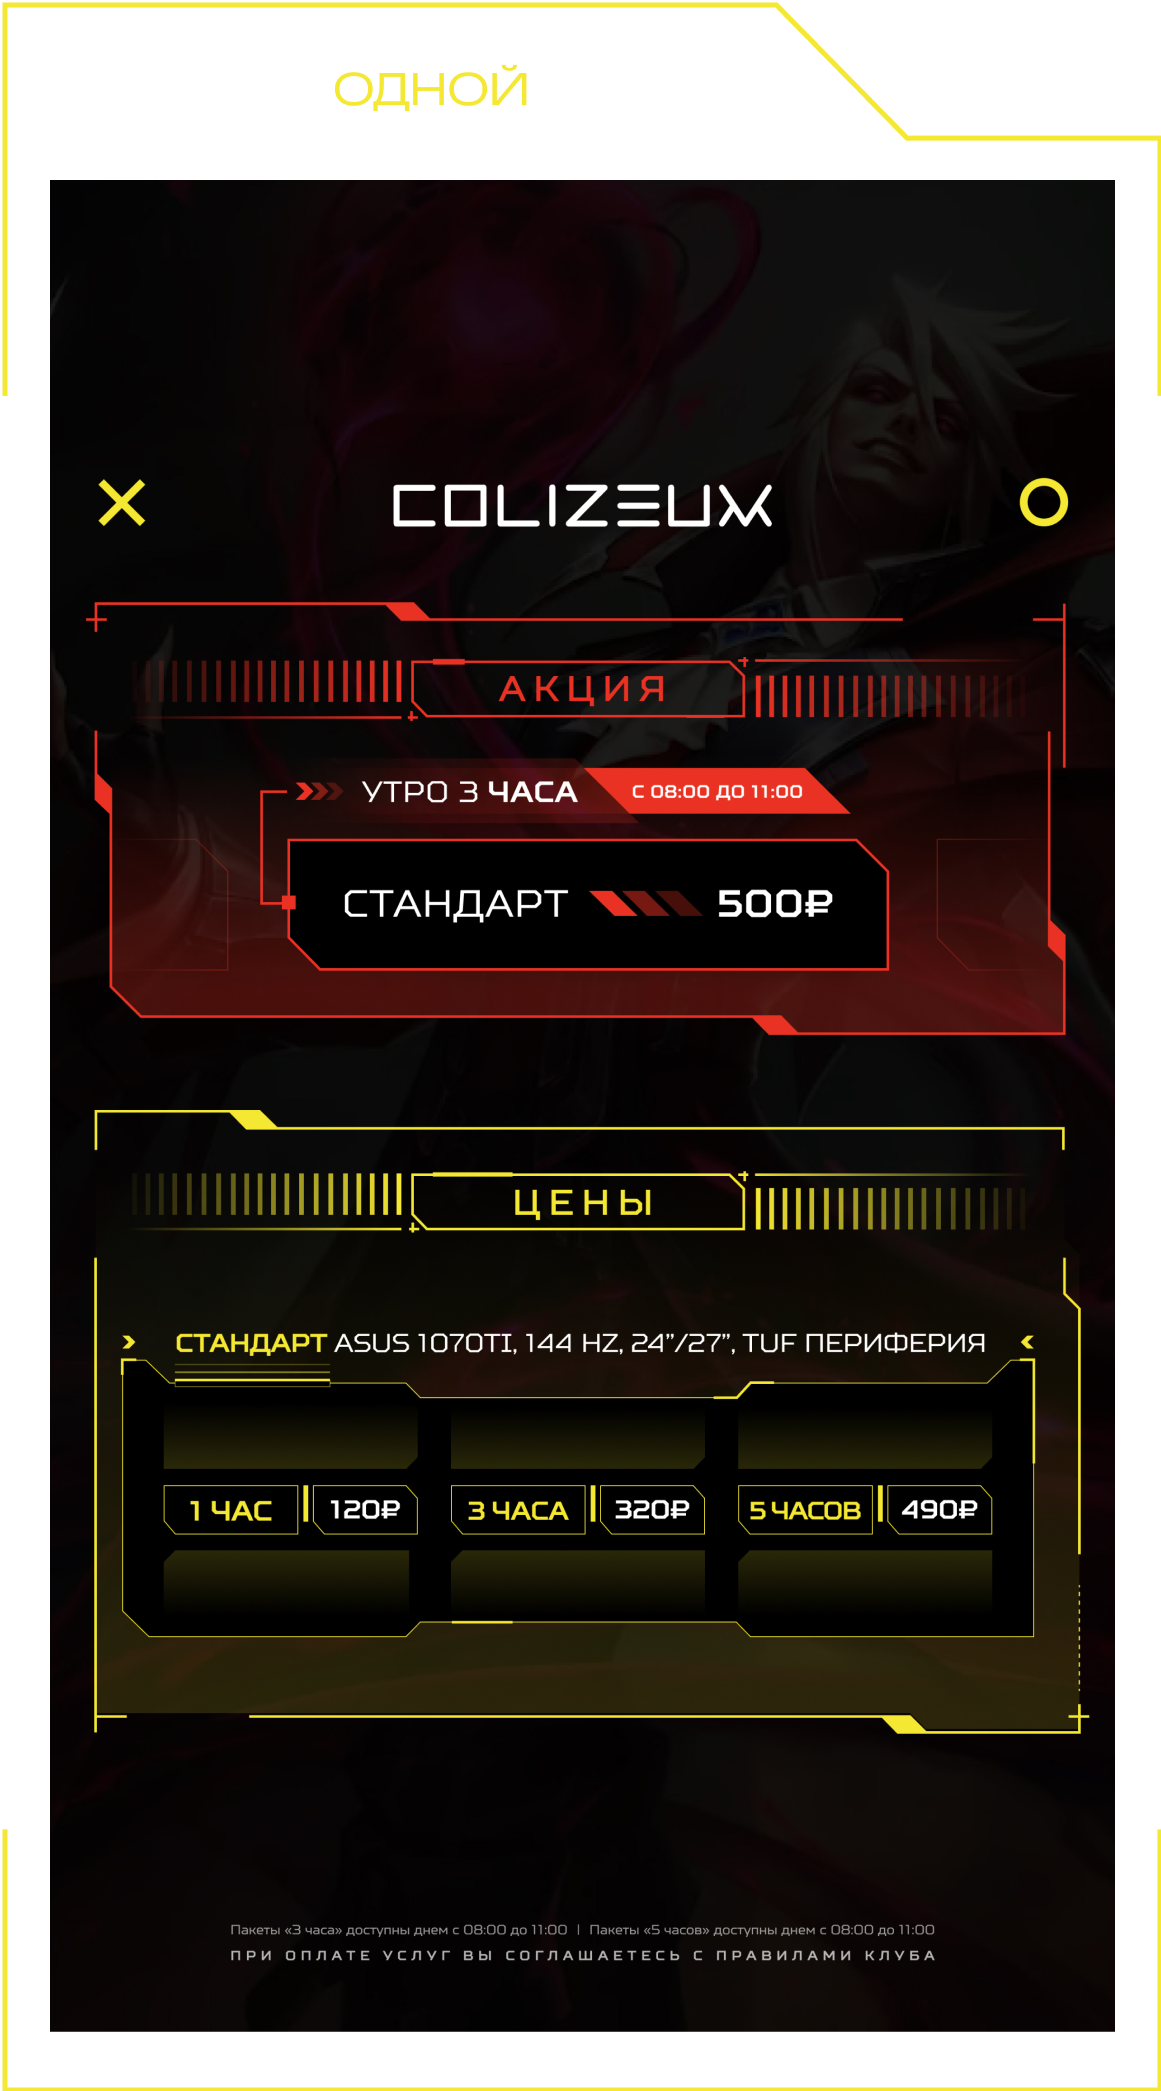 ОДНОЙ
COLIZEUM
АКЦИЯ
УТРО 3 ЧАСА С 08:00 ДО 11:00
СТАНДАРТ 500₽
ЦЕНЫ
СТАНДАРТ ASUS 1070TI, 144 HZ, 24”/27”, TUF ПЕРИФЕРИЯ
1 ЧАС 120₽ 3 ЧАСА 320₽ 5 ЧАСОВ 490₽
Пакеты «3 часа» доступны днем с 08:00 до 11:00 | Пакеты «5 часов» доступны днем с 08:00 до 11:00
ПРИ ОПЛАТЕ УСЛУГ ВЫ СОГЛАШАЕТЕСЬ С ПРАВИЛАМИ КЛУБА